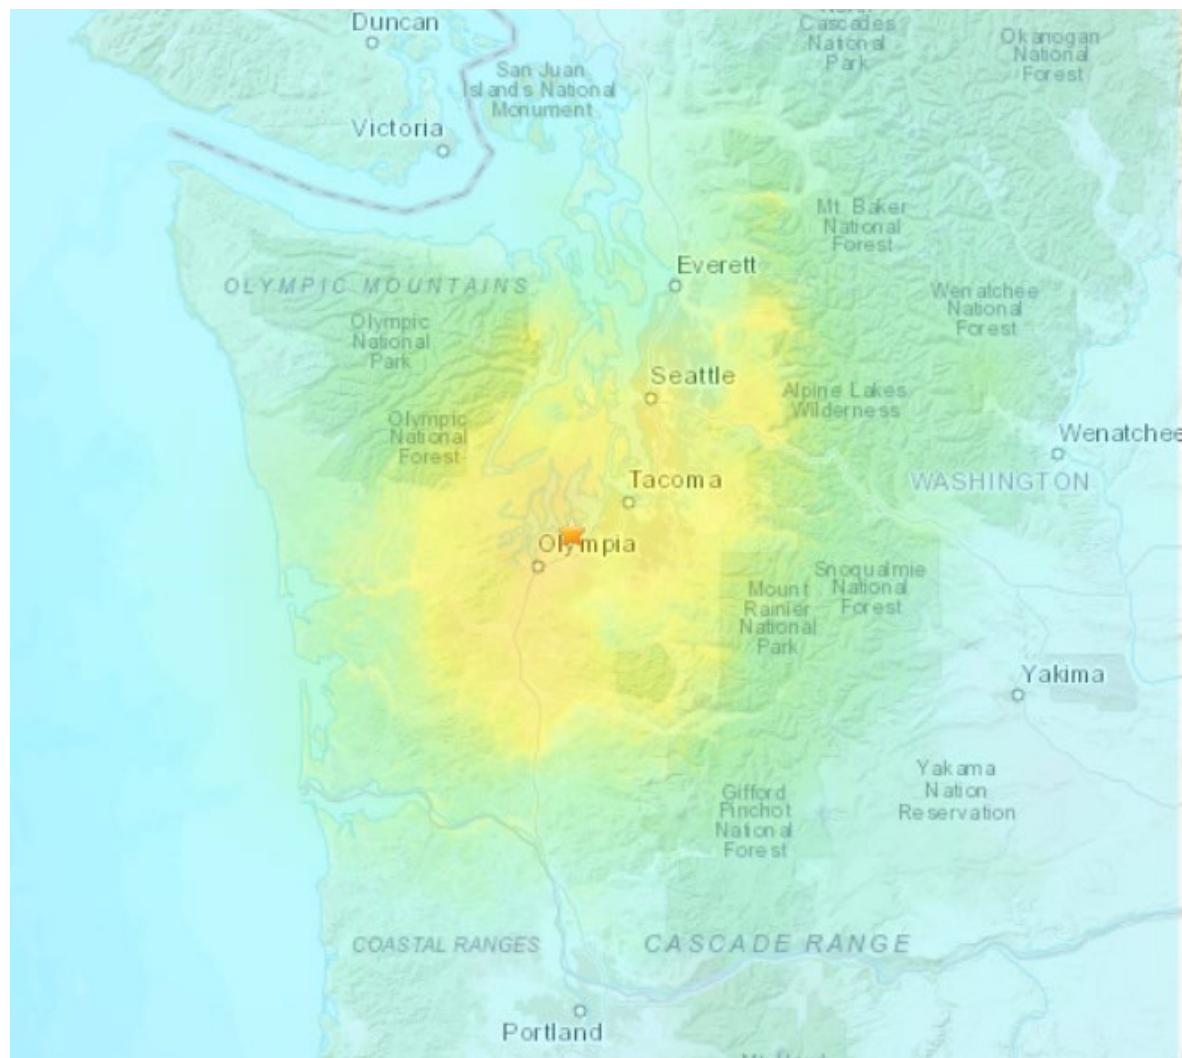 Duncan
Cascades
National
Park
Okanogan
National
Forest
San Juan
Islands National
Monument
Victoria
Mt Baker
National
Forest
Everett
OLYMPIC MOUNTAINS
Wenatchee
National
Forest
Olympic
National
Park
Seattle
Alpine Lakes
Wilderness
Olympic
National
Forest
Wenatchee
Tacoma
WASHINGTON
Olympia
Snoqualmie
National
Forest
Mount
Rainier
National
Park
Yakima
Yakama
Nation
Reservation
Gifford
Pinchot
National
Forest
COASTAL RANGES
CASCADE RANGE
Portland